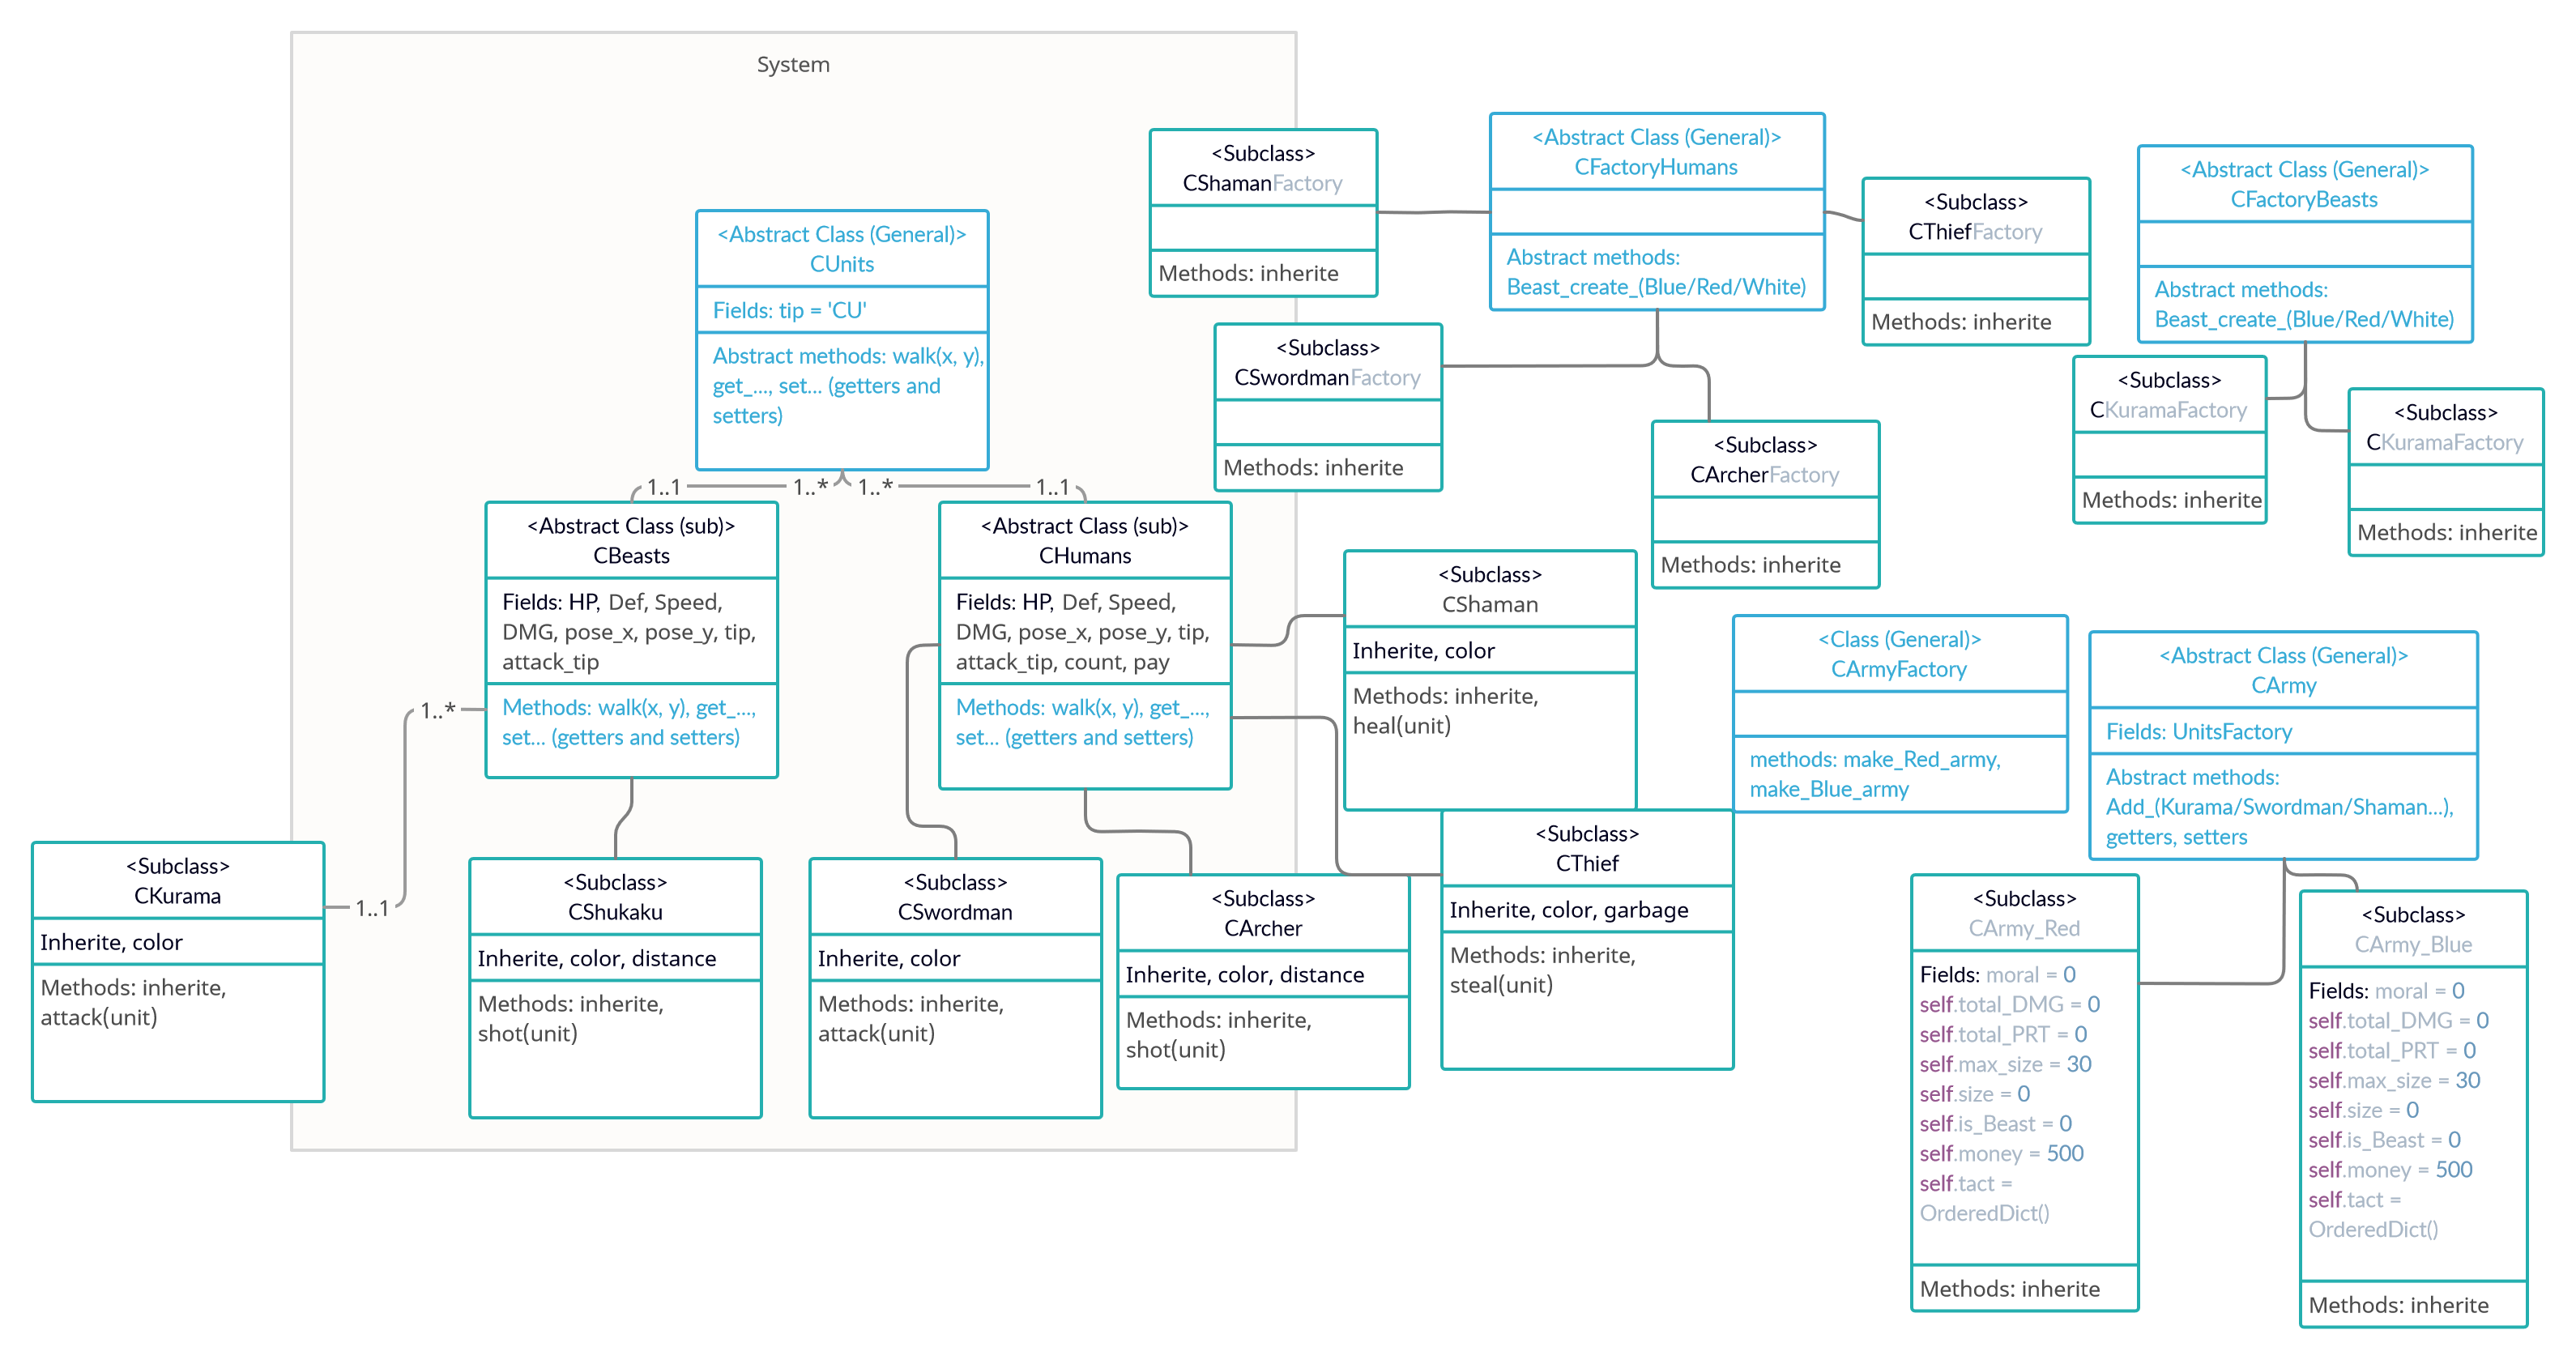 System
<Subclass>
CShamanFactory
Methods: inherite
<Abstract Class (General)>
CFactoryHumans
Abstract methods:
Beast_create_(Blue/Red/White)
<Subclass>
CThiefFactory
Methods: inherite
<Abstract Class (General)>
CFactoryBeasts
Abstract methods:
Beast_create_(Blue/Red/White)
<Abstract Class (General)>
CUnits
Fields: tip = 'CU'
Abstract methods: walk(x, y),
get_..., set... (getters and
setters)
<Subclass>
CSwordmanFactory
Methods: inherite
<Subclass>
CArcherFactory
Methods: inherite
<Subclass>
CKuramaFactory
Methods: inherite
<Subclass>
CKuramaFactory
Methods: inherite
1..1
1..*
1..*
1..1
<Abstract Class (sub)>
CBeasts
Fields: HP, Def, Speed,
DMG, pose_x, pose_y, tip,
attack_tip
Methods: walk(x, y), get_...,
set... (getters and setters)
<Abstract Class (sub)>
CHumans
Fields: HP, Def, Speed,
DMG, pose_x, pose_y, tip,
attack_tip, count, pay
Methods: walk(x, y), get_...,
set... (getters and setters)
<Subclass>
CShaman
Inherite, color
Methods: inherite,
heal(unit)
<Class (General)>
CArmyFactory
methods: make_Red_army,
make_Blue_army
<Abstract Class (General)>
CArmy
Fields: UnitsFactory
Abstract methods:
Add_(Kurama/Swordman/Shaman...),
getters, setters
1..*
1..1
<Subclass>
CKurama
Inherite, color
Methods: inherite,
attack(unit)
<Subclass>
CShukaku
Inherite, color, distance
Methods: inherite,
shot(unit)
<Subclass>
CSwordman
Inherite, color
Methods: inherite,
attack(unit)
<Subclass>
CArcher
Inherite, color, distance
Methods: inherite,
shot(unit)
<Subclass>
CThief
Inherite, color, garbage
Methods: inherite,
steal(unit)
<Subclass>
CArmy_Red
Fields: moral = 0
self.total_DMG = 0
self.total_PRT = 0
self.max_size = 30
self.size = 0
self.is_Beast = 0
self.money = 500
self.tact =
OrderedDict()
Methods: inherite
<Subclass>
CArmy_Blue
Fields: moral = 0
self.total_DMG = 0
self.total_PRT = 0
self.max_size = 30
self.size = 0
self.is_Beast = 0
self.money = 500
self.tact =
OrderedDict()
Methods: inherite